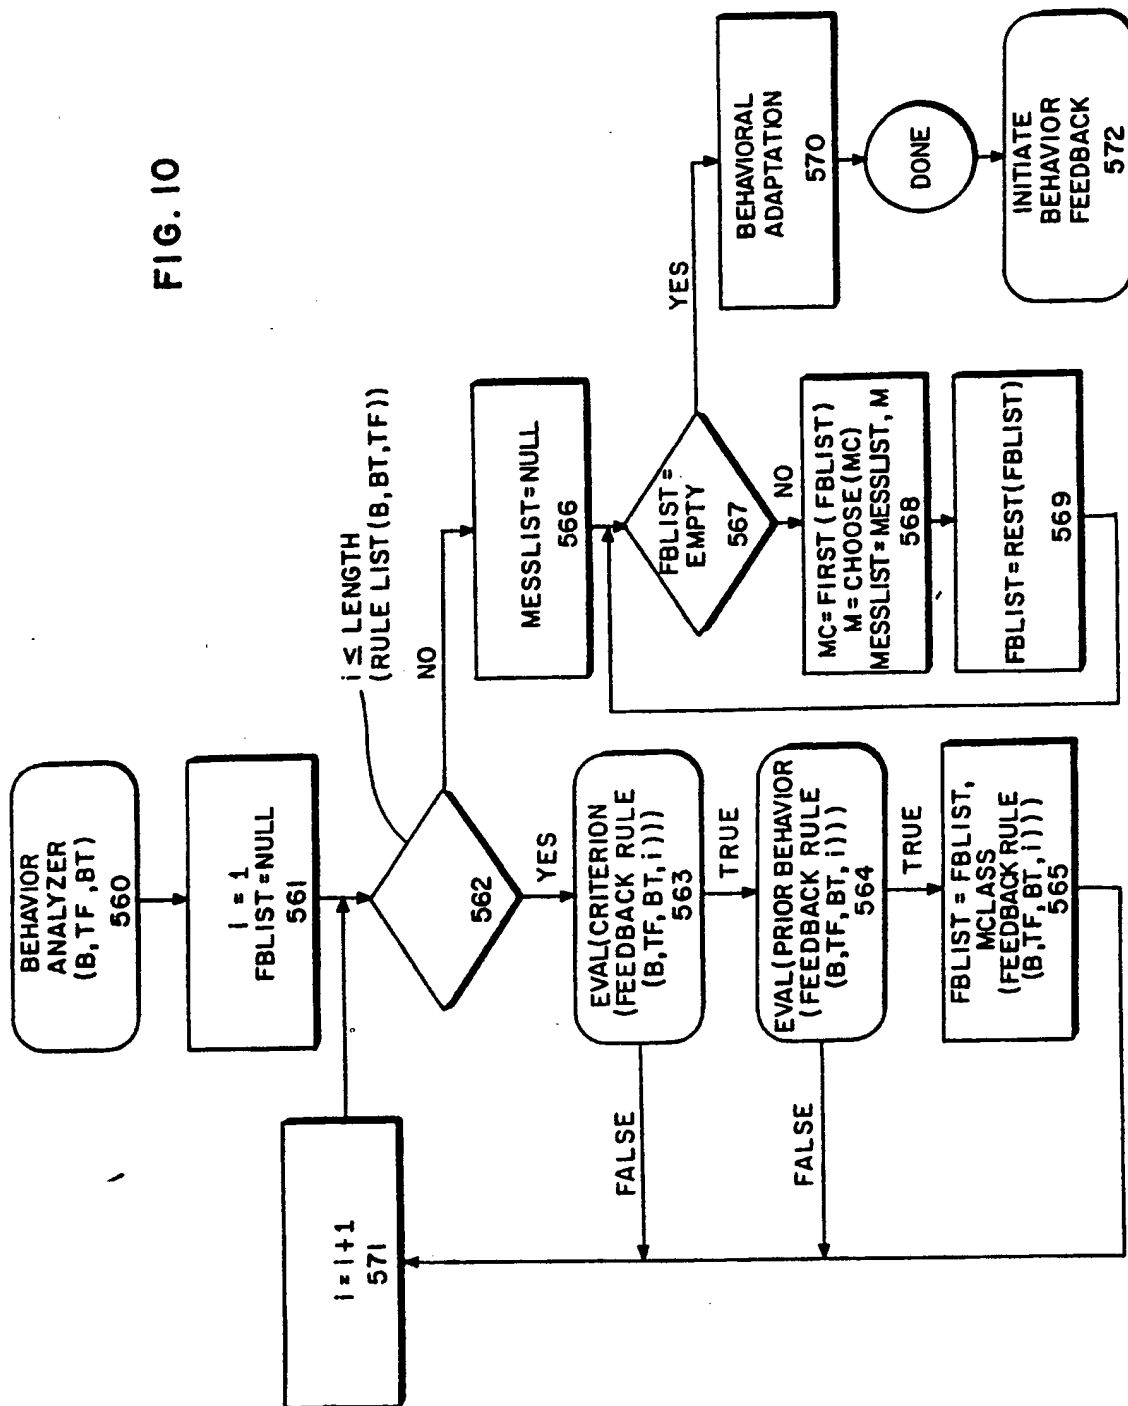 FIG. 10
BEHAVIOR
ANALYZER
(B, TF, BT)
560
i = 1
FBLIST=NULL
561
i ≤ LENGTH
(RULE LIST (B, BT, TF))
562
NO
YES
i = i+1
571
EVAL(CRITERION
(FEEDBACK RULE
(B, TF, BT, i)))
563
FALSE
TRUE
EVAL(PRIOR BEHAVIOR
(FEEDBACK RULE
(B, TF, BT, i)))
564
FALSE
TRUE
FBLIST = FBLIST,
MCLASS
(FEEDBACK RULE
(B, TF, BT, i)))
565
MESSLIST=NULL
566
FBLIST=
EMPTY
567
YES
NO
MC=FIRST (FBLIST)
M=CHOOSE (MC)
MESSLIST=MESSLIST, M
568
FBLIST=REST(FBLIST)
569
BEHAVIORAL
ADAPTATION
570
DONE
INITIATE
BEHAVIOR
FEEDBACK
572